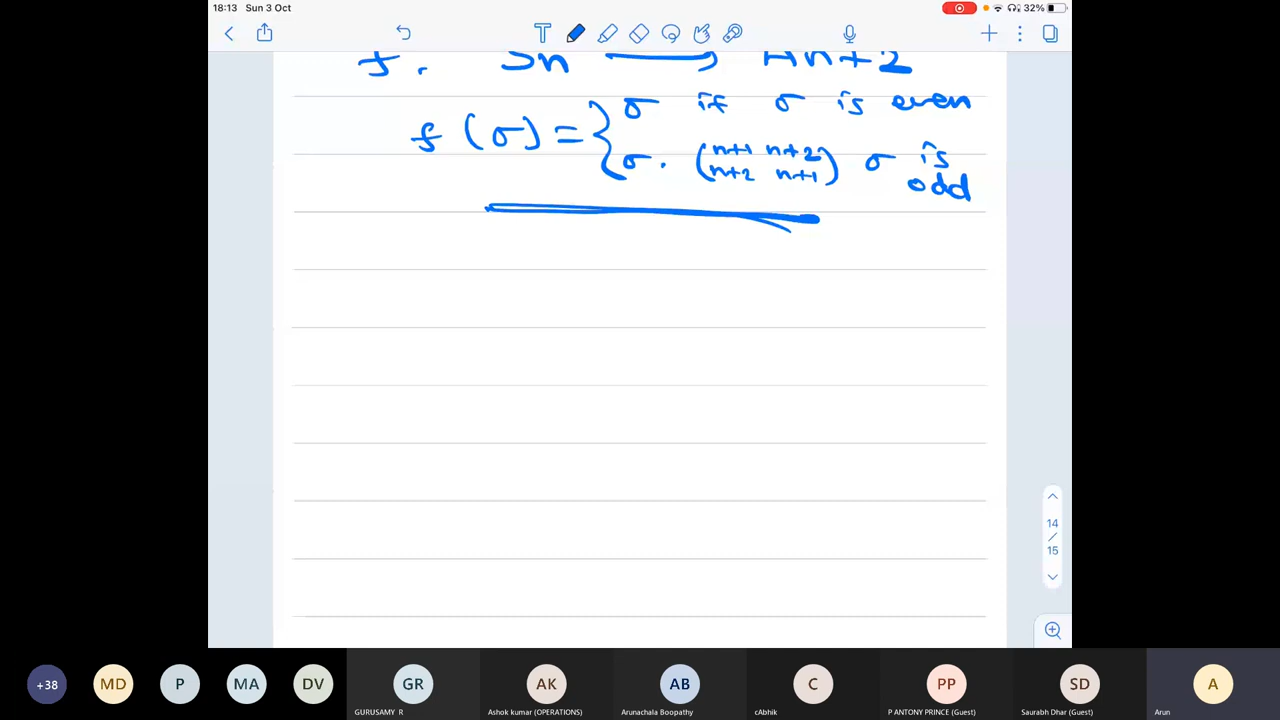 18:13 Sun 3 Oct 32%
f : Sn → An+2
f (σ) = { σ if σ is even
σ · (n+1 n+2
n+2 n+1) σ is odd
14
/
15
+38 MD P MA DV GR AK AB C PP SD A
GURUSAMY R Ashok kumar (OPERATIONS) Arunachala Boopathy cAbhik P ANTONY PRINCE (Guest) Saurabh Dhar (Guest) Arun